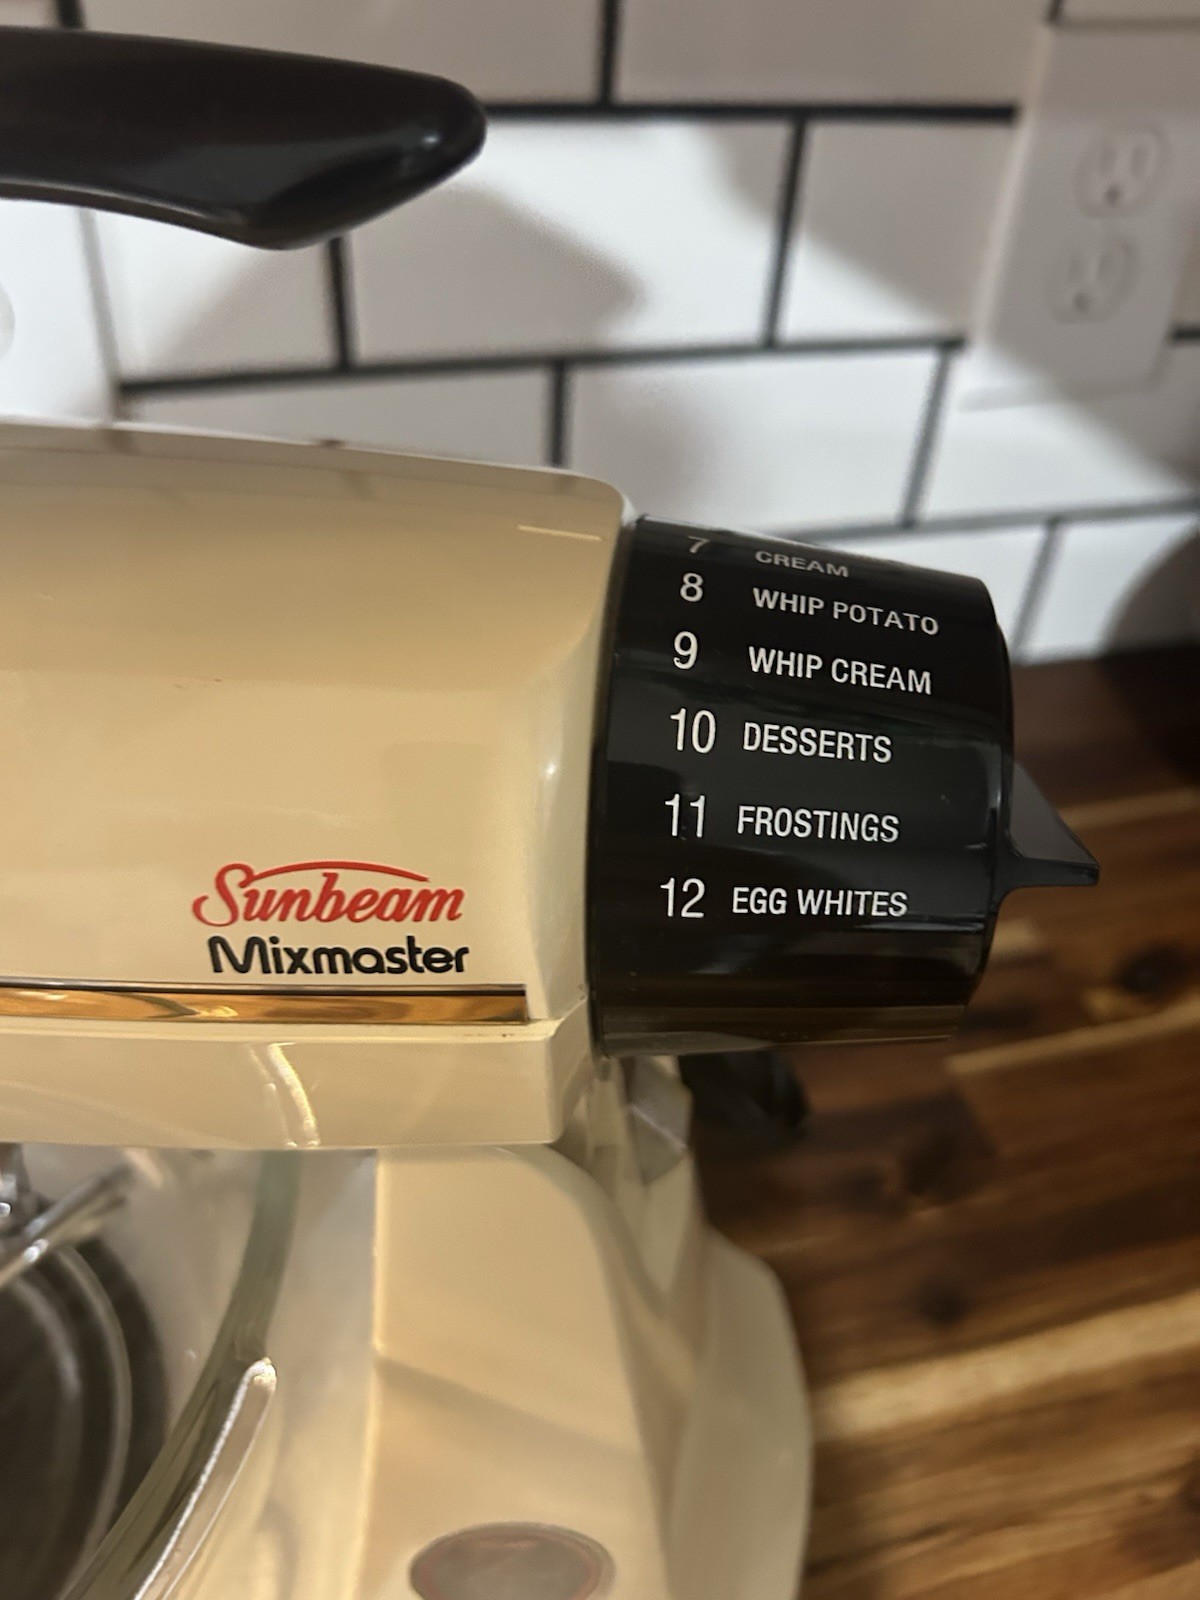 7 CREAM
8 WHIP POTATO
9 WHIP CREAM
10 DESSERTS
11 FROSTINGS
12 EGG WHITES
Sunbeam
Mixmaster